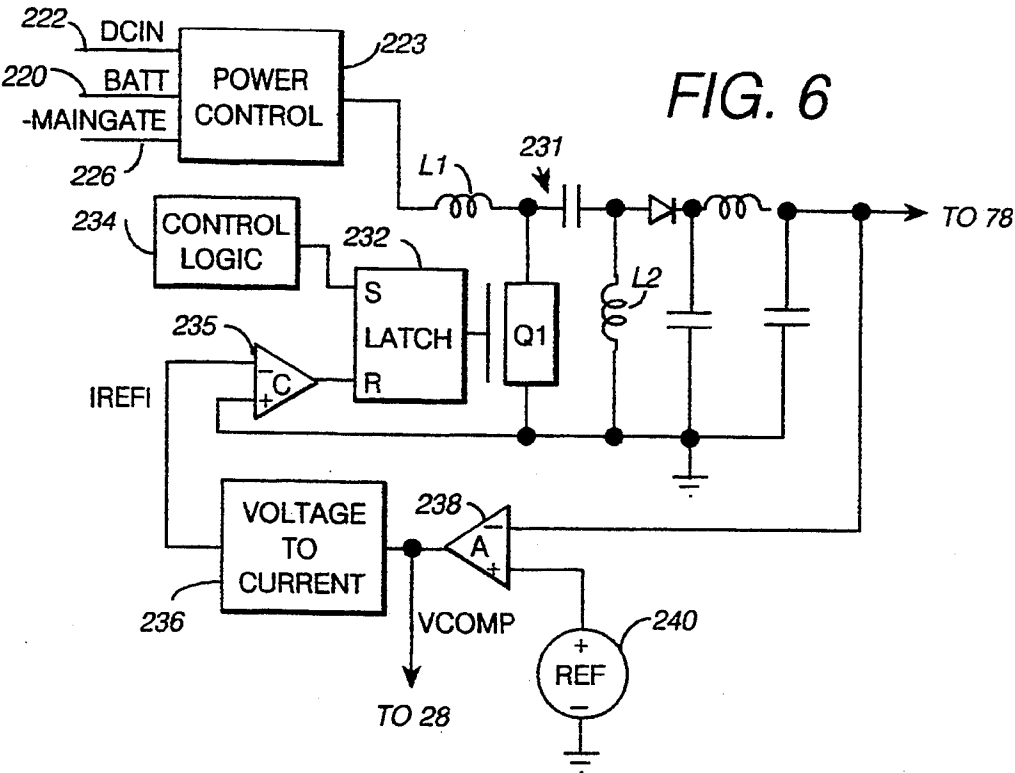 222
DCIN
220
BATT
-MAINGATE
226
POWER
CONTROL
223
FIG. 6
L1
231
234
CONTROL
LOGIC
232
S
LATCH
R
Q1
L2
TO 78
235
-
C
+
IREFI
VOLTAGE
TO
CURRENT
236
238
-
A
+
VCOMP
TO 28
+
REF
-
240